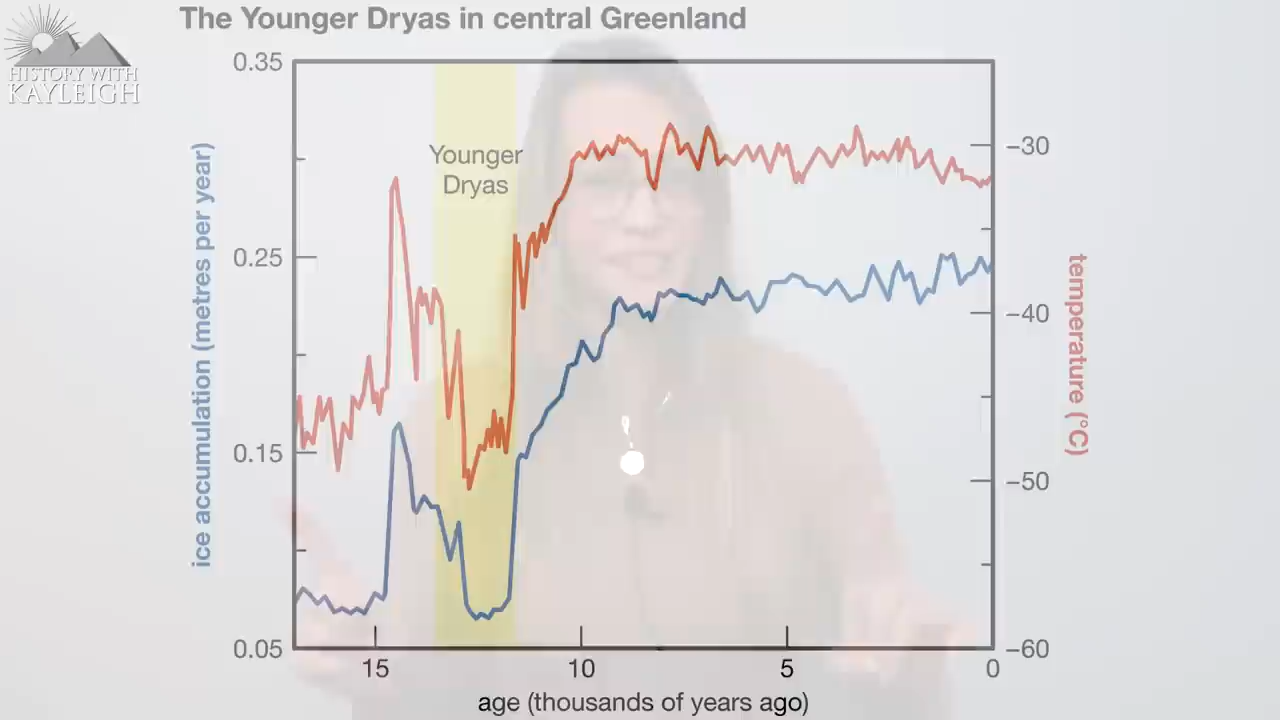 The Younger Dryas in central Greenland
HISTORY WITH
KAYLEIGH
0.35
0.25
0.15
0.05
ice accumulation (metres per year)
Younger
Dryas
−30
−40
−50
−60
temperature (°C)
15
10
5
0
age (thousands of years ago)